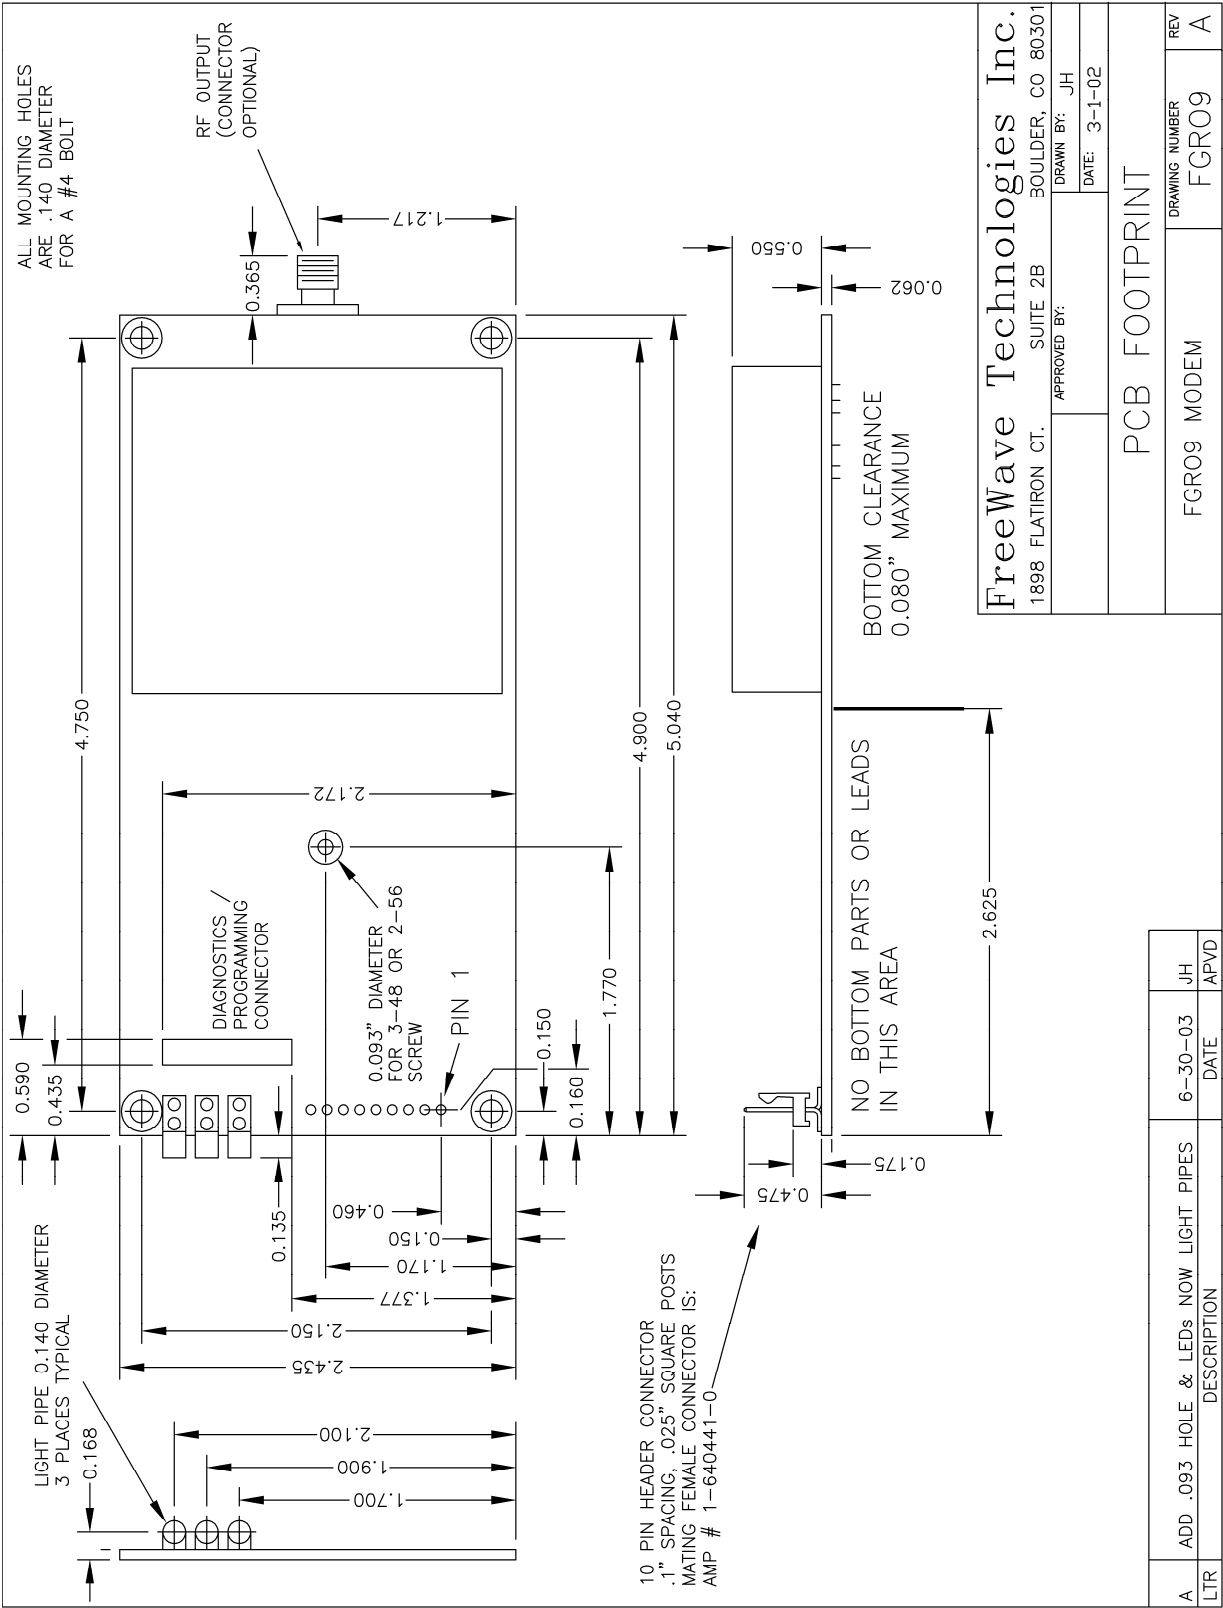 ALL MOUNTING HOLES
ARE .140 DIAMETER
FOR A #4 BOLT
RF OUTPUT
(CONNECTOR
OPTIONAL)
0.365
1.217
4.750
0.590
0.435
2.172
DIAGNOSTICS /
PROGRAMMING
CONNECTOR
0.093" DIAMETER
FOR 3-48 OR 2-56
SCREW
PIN 1
4.900
5.040
1.770
0.150
0.160
0.135
0.460
0.150
1.170
1.377
2.150
2.435
LIGHT PIPE 0.140 DIAMETER
3 PLACES TYPICAL
0.168
2.100
1.900
1.700
0.550
0.062
BOTTOM CLEARANCE
0.080" MAXIMUM
NO BOTTOM PARTS OR LEADS
IN THIS AREA
2.625
0.175
0.475
10 PIN HEADER CONNECTOR
.1" SPACING, .025" SQUARE POSTS
MATING FEMALE CONNECTOR IS:
AMP # 1-640441-0
FreeWave Technologies Inc.
1898 FLATIRON CT. SUITE 2B BOULDER, CO 80301
APPROVED BY:
DRAWN BY: JH
DATE: 3-1-02
PCB FOOTPRINT
FGRO9 MODEM
DRAWING NUMBER
FGRO9
REV
A
A ADD .093 HOLE & LEDs NOW LIGHT PIPES 6-30-03 JH
LTR DESCRIPTION DATE APVD